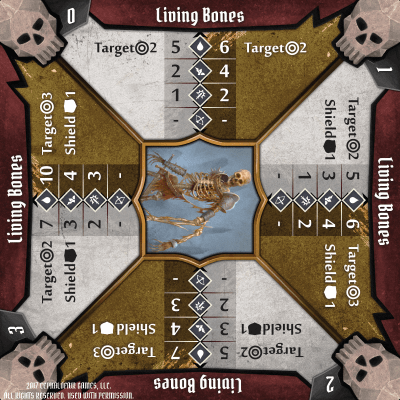 0
Living Bones
Target 2 5 6 Target 2
2 4
1 2
- -
1
Living Bones
Target 2 5 6 Target 3
Shield 1 3 4 Shield 1
1 2
- -
2
Living Bones
Target 2 5 7 Target 3
Shield 1 3 4 Shield 1
2 3
- -
3
Living Bones
Target 2 7 10 Target 3
Shield 1 3 4 Shield 1
2 3
- -
2017 CEPHALOFAIR GAMES, LLC.
ALL RIGHTS RESERVED. USED WITH PERMISSION.